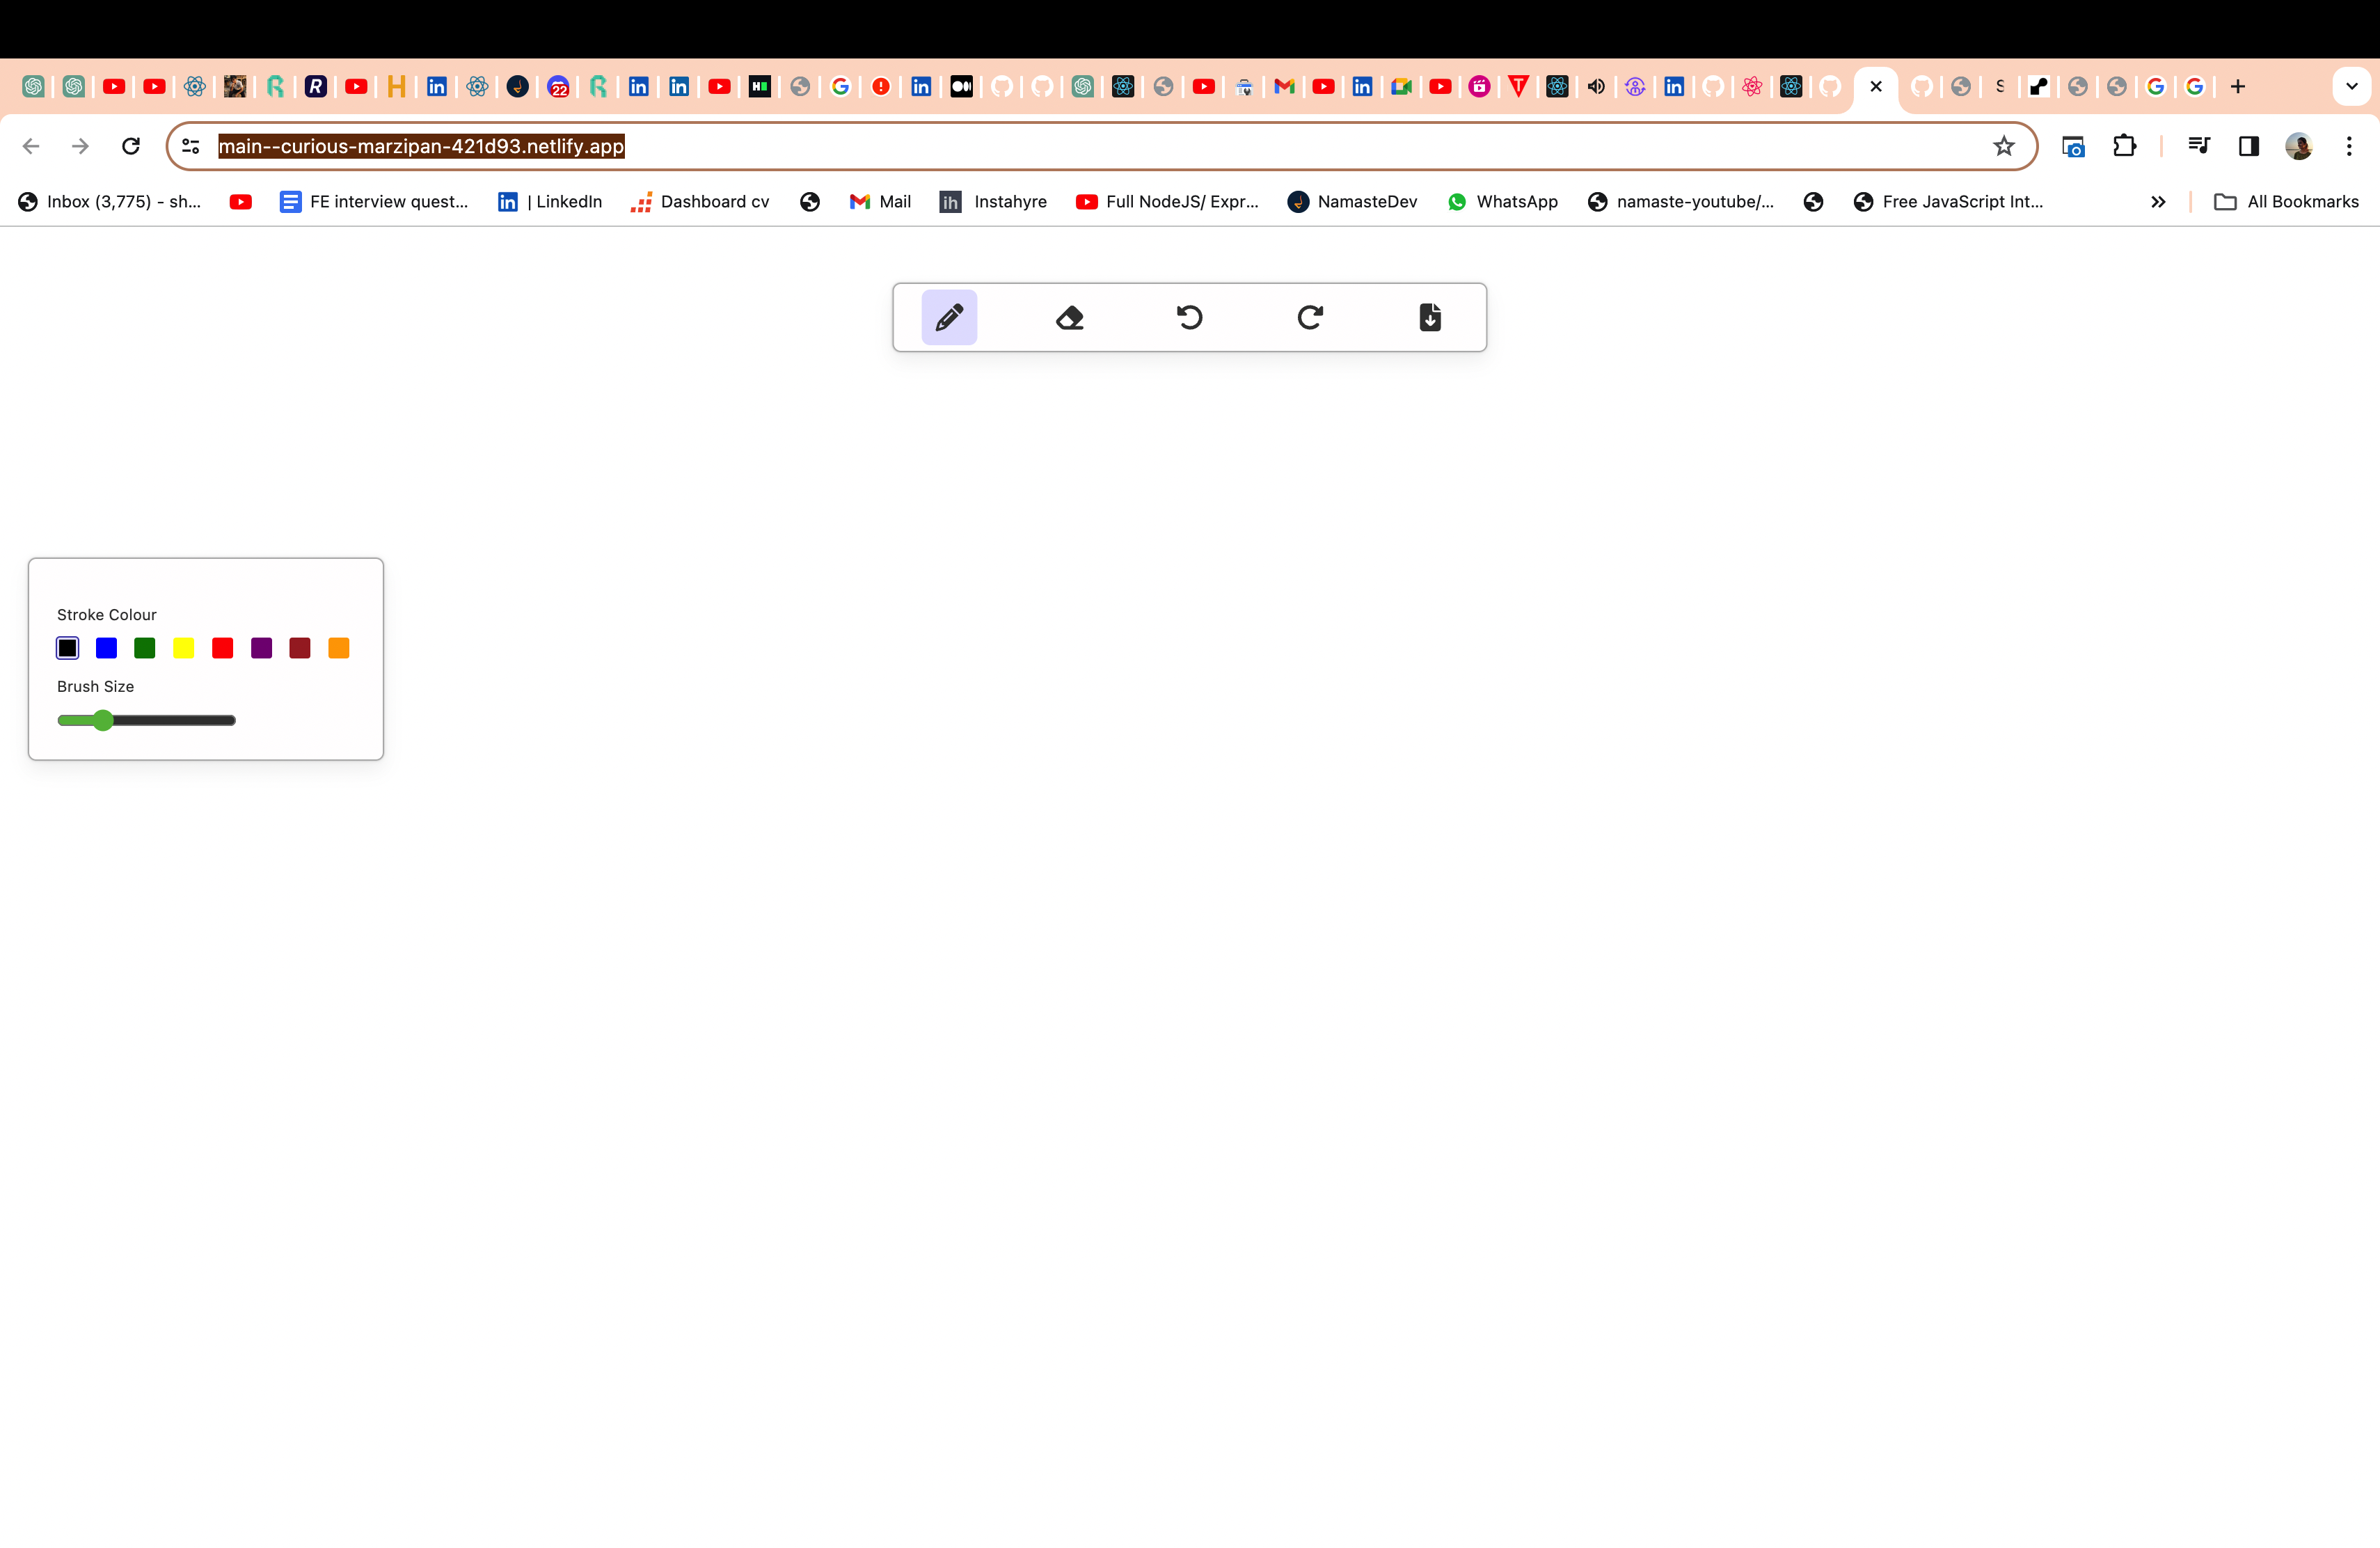 22
S
main--curious-marzipan-421d93.netlify.app
Inbox (3,775) - sh... FE interview quest... | LinkedIn Dashboard cv Mail Instahyre Full NodeJS/ Expr... NamasteDev WhatsApp namaste-youtube/... Free JavaScript Int... All Bookmarks
Stroke Colour
Brush Size